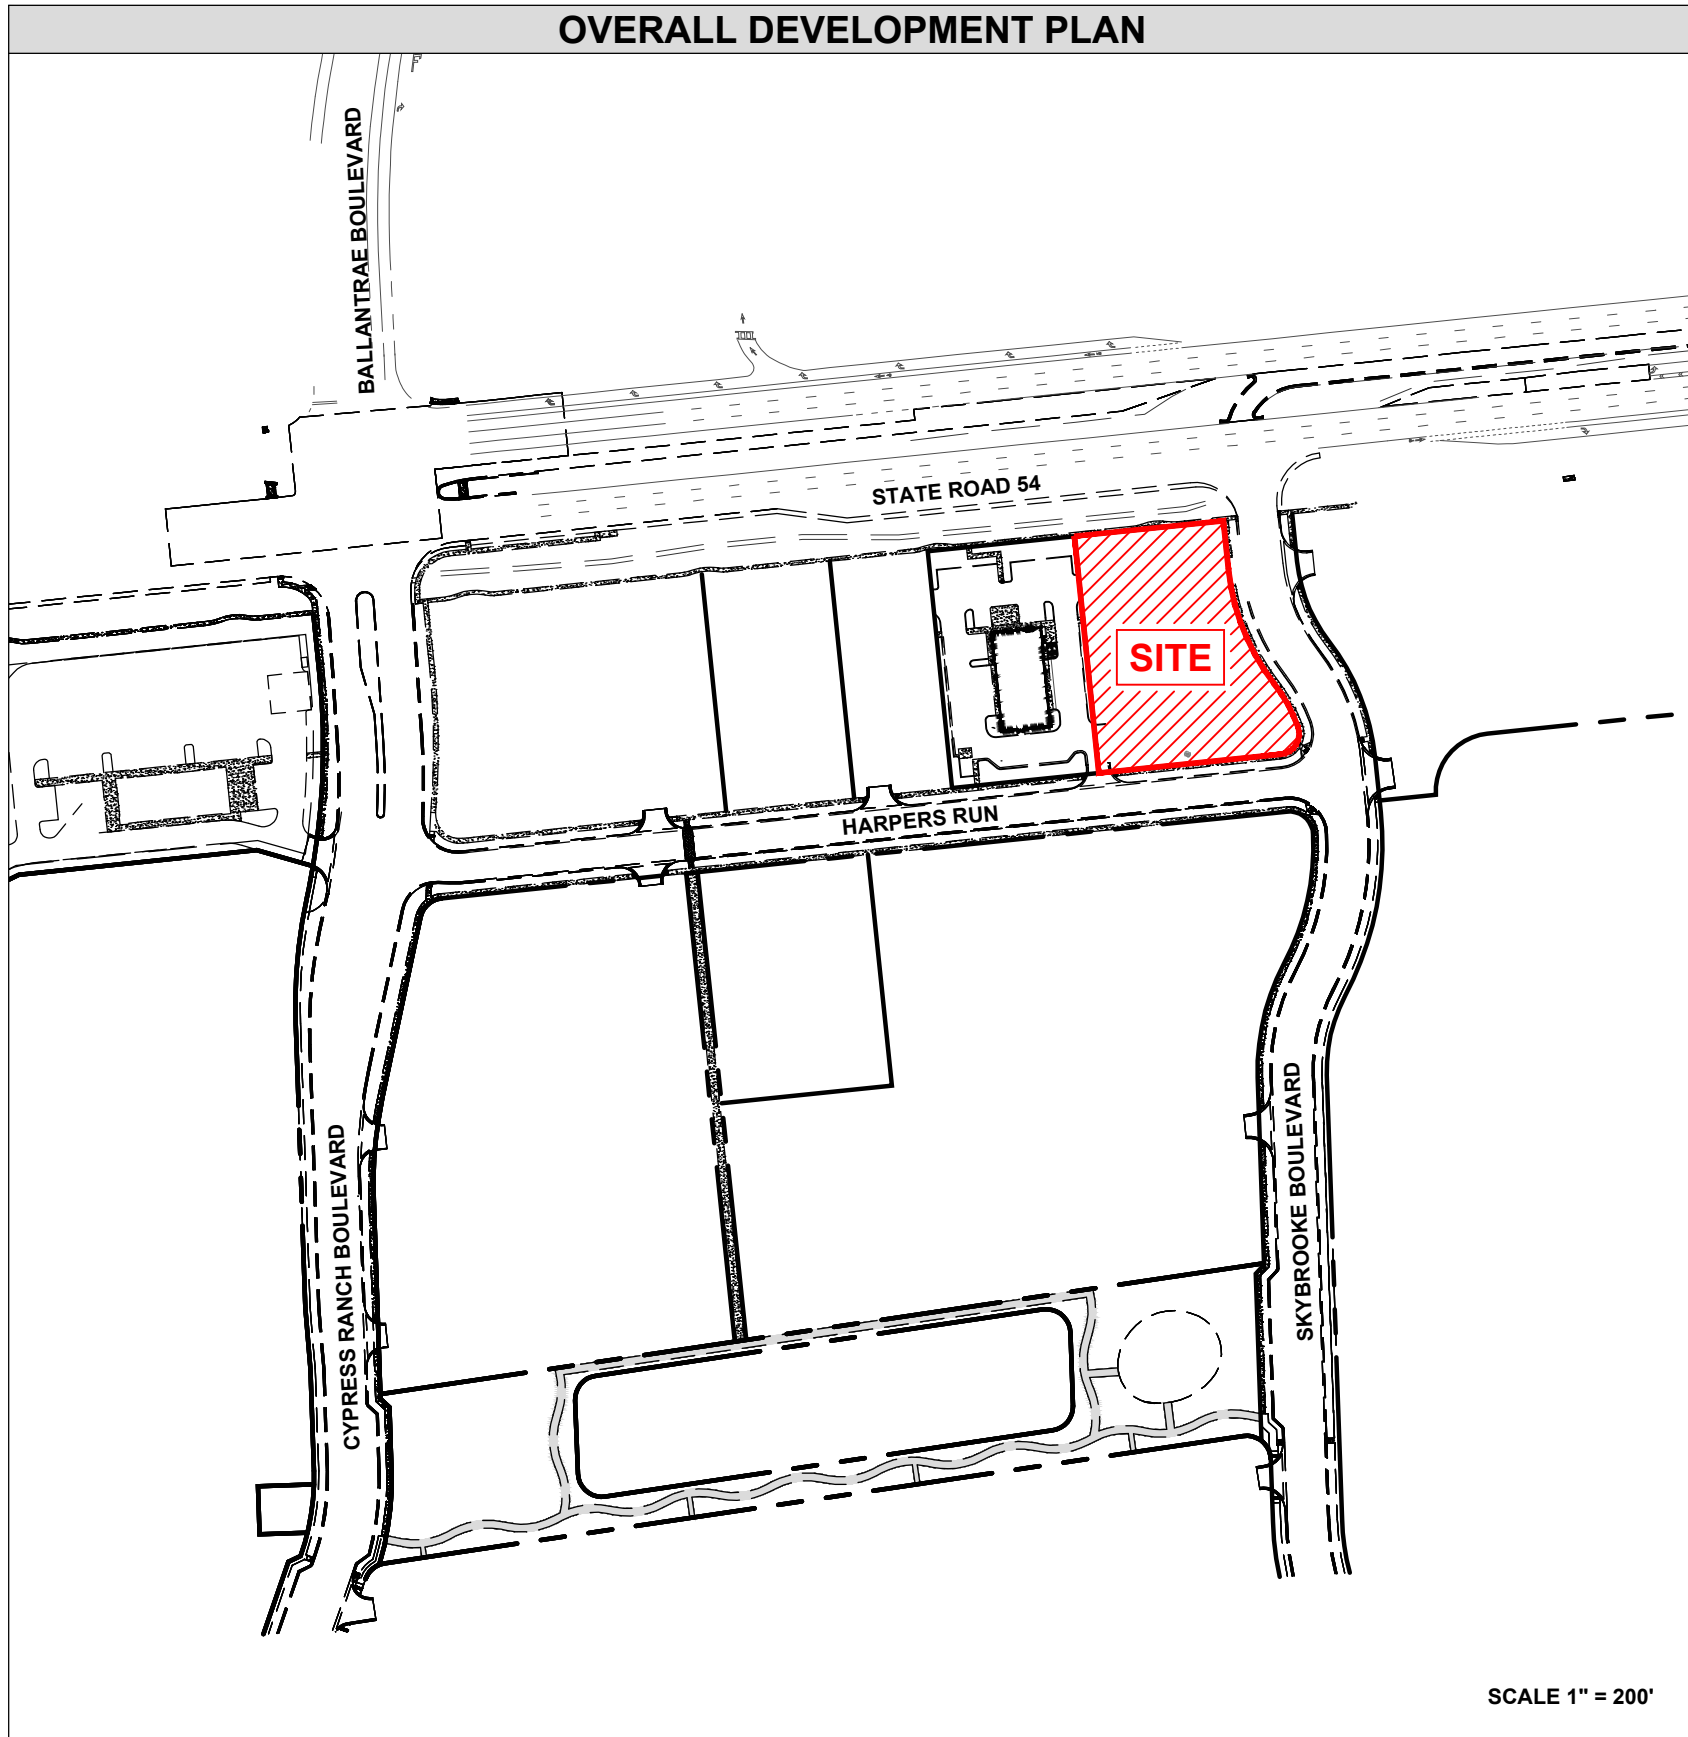 OVERALL DEVELOPMENT PLAN
BALLANTRAE BOULEVARD
STATE ROAD 54
SITE
HARPERS RUN
CYPRESS RANCH BOULEVARD
SKYBROOKE BOULEVARD
SCALE 1" = 200'